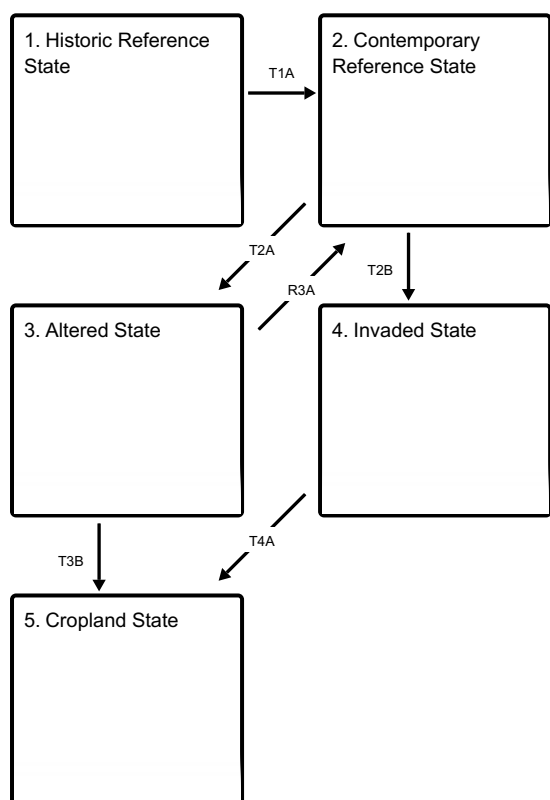 1. Historic Reference
State
T1A
2. Contemporary
Reference State
T2A
R3A
T2B
3. Altered State
4. Invaded State
T3B
T4A
5. Cropland State